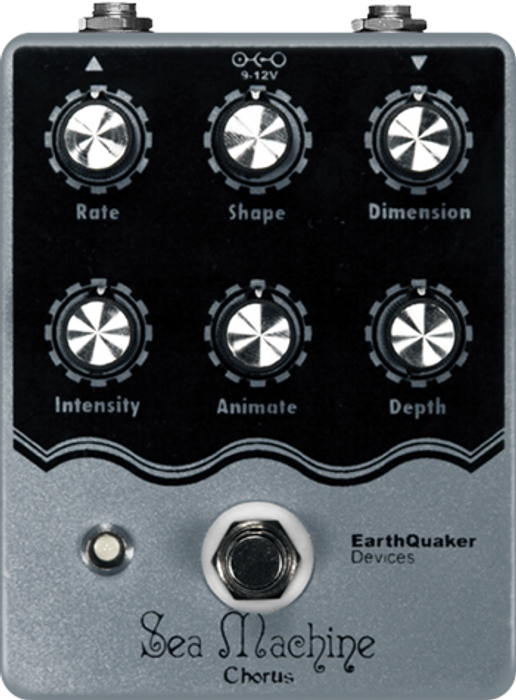 9-12V
Rate Shape Dimension
Intensity Animate Depth
EarthQuaker
Devices
Sea Machine
Chorus